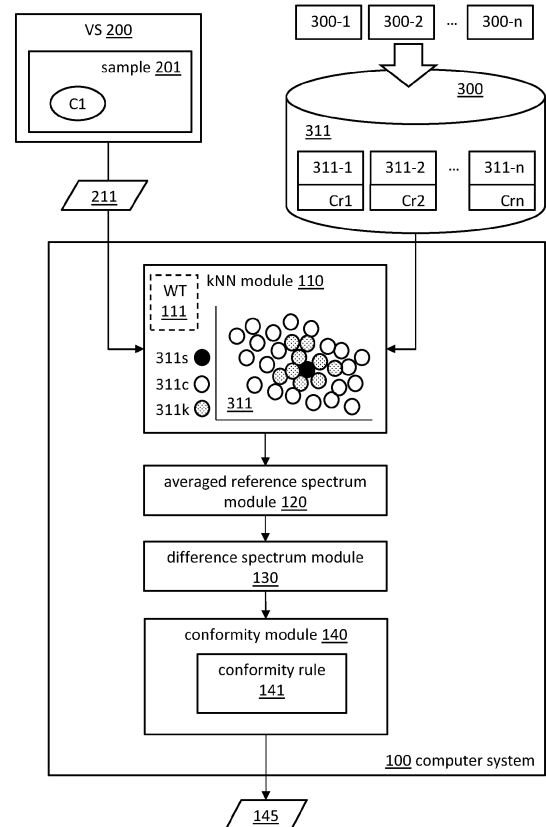 VS 200
sample 201
C1
211
300-1 300-2 ... 300-n
300
311
311-1 311-2 ... 311-n
Cr1 Cr2 Crn
kNN module 110
WT
111
311s
311c
311k
311
averaged reference spectrum
module 120
difference spectrum module
130
conformity module 140
conformity rule
141
100 computer system
145